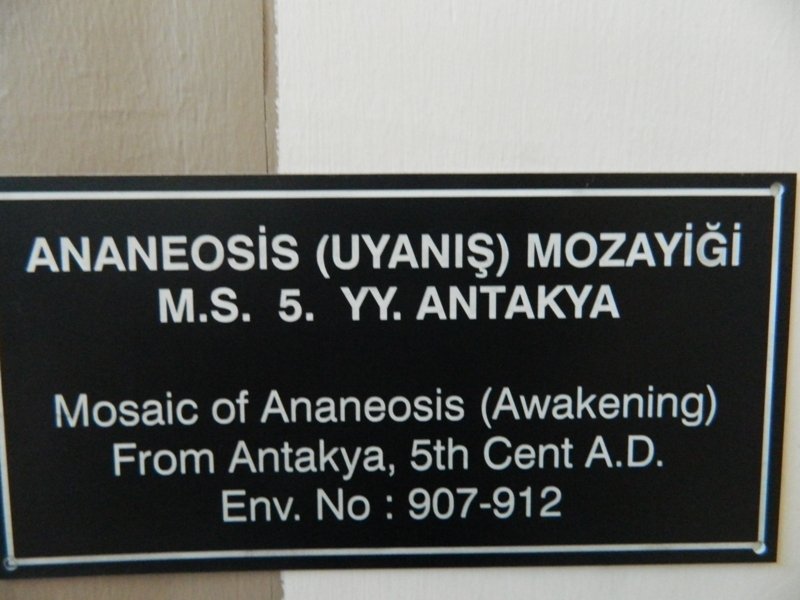 ANANEOSİS (UYANIŞ) MOZAYİĞİ
M.S. 5. YY. ANTAKYA
Mosaic of Ananeosis (Awakening)
From Antakya, 5th Cent A.D.
Env. No : 907-912